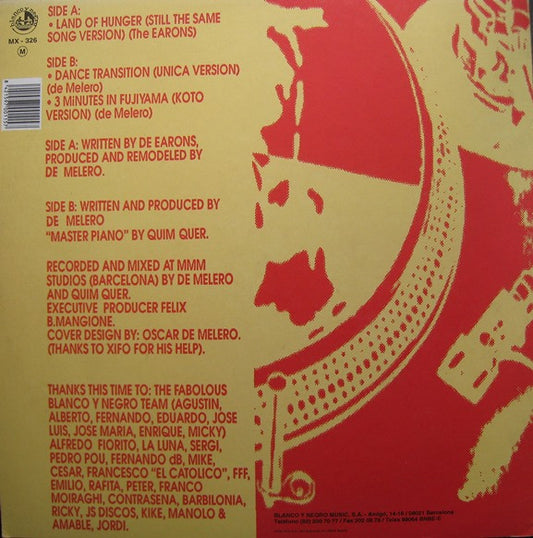 BLANCO Y NEGRO
MX - 326
M
SIDE A:
• LAND OF HUNGER (STILL THE SAME
SONG VERSION) (The EARONS)
SIDE B:
• DANCE TRANSITION (UNICA VERSION)
(de Melero)
• 3 MiNUTES IN FUJIYAMA (KOTO
VERSION) (de Melero)
SIDE A: WRITTEN BY DE EARONS,
PRODUCED AND REMODELED BY
DE MELERO.
SIDE B: WRITTEN AND PRODUCED BY
DE MELERO
"MASTER PIANO" BY QUIM QUER.
RECORDED AND MIXED AT MMM
STUDIOS (BARCELONA) BY DE MELERO
AND QUIM QUER.
EXECUTIVE PRODUCER FELIX
B.MANGIONE.
COVER DESIGN BY: OSCAR DE MELERO.
(THANKS TO XIFO FOR HIS HELP).
THANKS THIS TIME TO: THE FABOLOUS
BLANCO Y NEGRO TEAM (AGUSTIN,
ALBERTO, FERNANDO, EDUARDO, JOSE
LUIS, JOSE MARIA, ENRIQUE, MICKY)
ALFREDO FIORITO, LA LUNA, SERGI,
PEDRO POU, FERNANDO dB, MIKE,
CESAR, FRANCESCO "EL CATOLICO", FFF,
EMILIO, RAFITA, PETER, FRANCO
MOIRAGHI, CONTRASENA, BARBILONIA,
RICKY, JS DISCOS, KIKE, MANOLO &
AMABLE, JORDI.
BLANCO Y NEGRO MUSIC, S.A. - Amigo, 14-16 / 08021 Barcelona